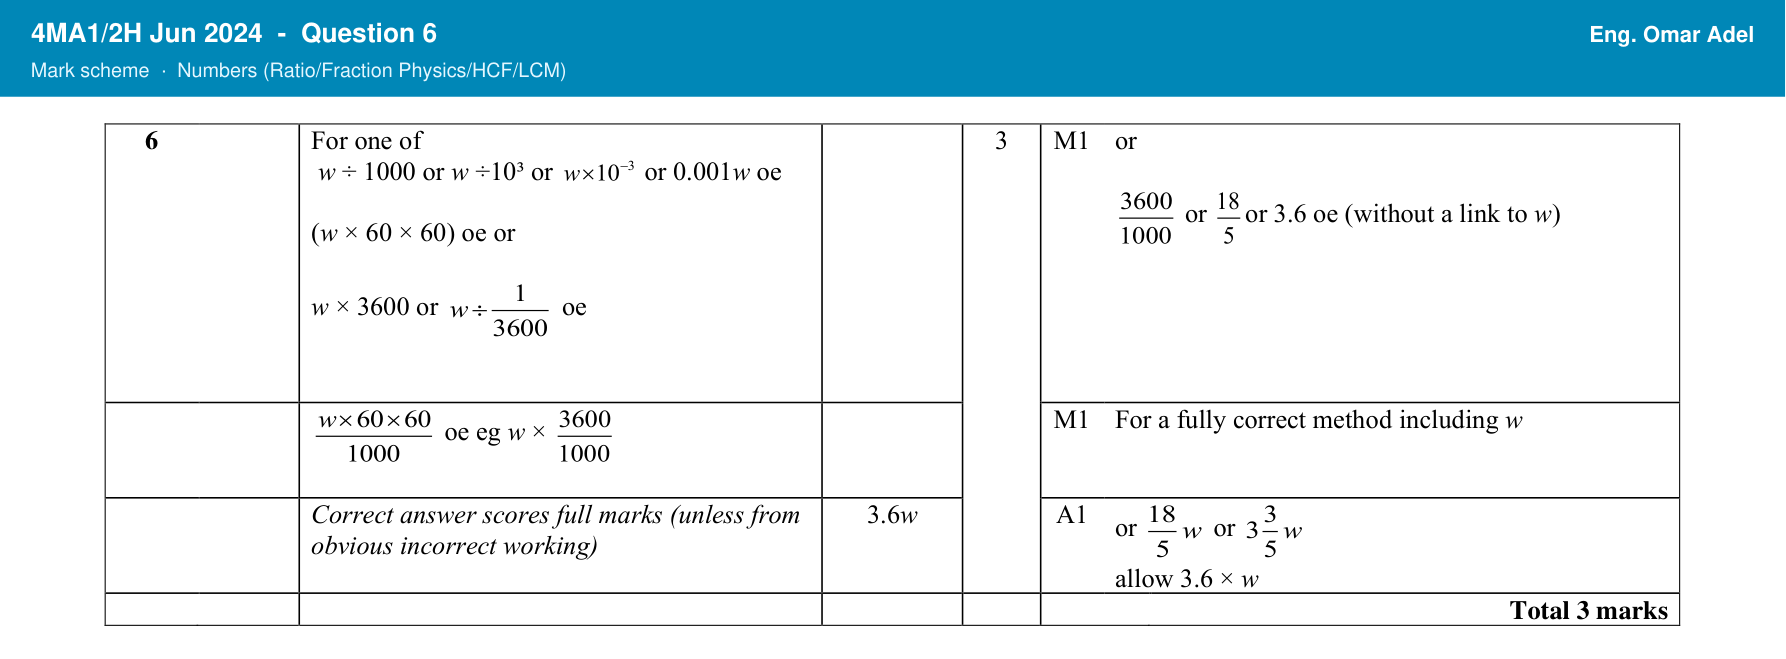 4MA1/2H Jun 2024  -  Question 6
Eng. Omar Adel
Mark scheme  ·  Numbers (Ratio/Fraction Physics/HCF/LCM)
6
For one of
w ÷ 1000 or w ÷10³ or w×10⁻³ or 0.001w oe
(w × 60 × 60) oe or
w × 3600 or w ÷ 1/3600 oe
3
M1 or
3600/1000 or 18/5 or 3.6 oe (without a link to w)
w×60×60/1000 oe eg w × 3600/1000
M1 For a fully correct method including w
Correct answer scores full marks (unless from
obvious incorrect working)
3.6w
A1 or 18/5 w or 3 3/5 w
allow 3.6 × w
Total 3 marks